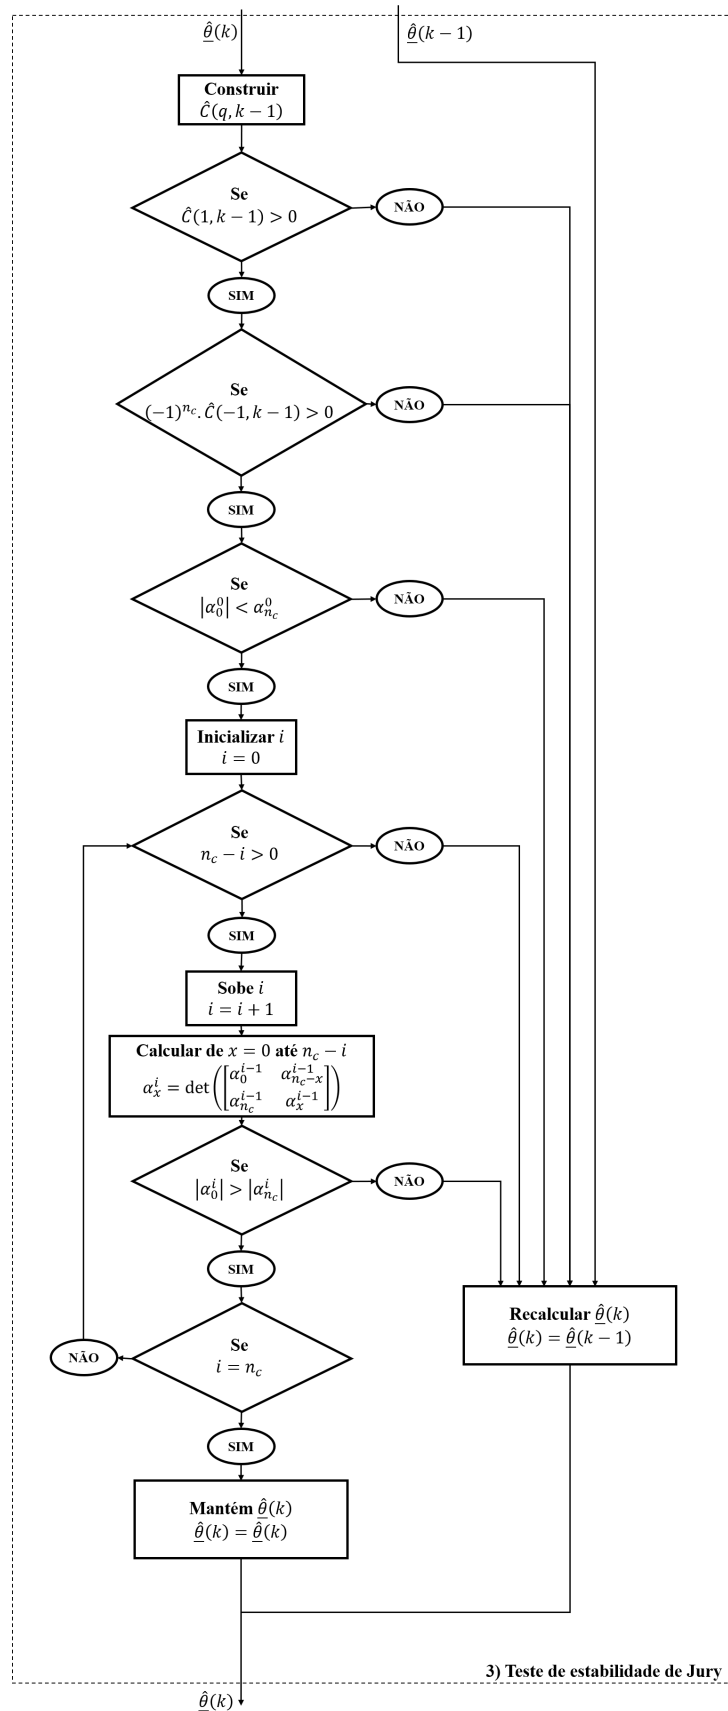 θ̲̂(k)
θ̲̂(k − 1)
Construir
Ĉ(q, k − 1)
Se
Ĉ(1, k − 1) > 0
NÃO
SIM
Se
(−1)^{n_c}. Ĉ(−1, k − 1) > 0
NÃO
SIM
Se
|α_0^0| < α_{n_c}^0
NÃO
SIM
Inicializar i
i = 0
Se
n_c − i > 0
NÃO
SIM
Sobe i
i = i + 1
Calcular de x = 0 até n_c − i
α_x^i = det([α_0^{i−1} α_{n_c−x}^{i−1}
α_{n_c}^{i−1} α_x^{i−1}])
Se
|α_0^i| > |α_{n_c}^i|
NÃO
SIM
Recalcular θ̲̂(k)
θ̲̂(k) = θ̲̂(k − 1)
Se
i = n_c
NÃO
SIM
Mantém θ̲̂(k)
θ̲̂(k) = θ̲̂(k)
3) Teste de estabilidade de Jury
θ̲̂(k)